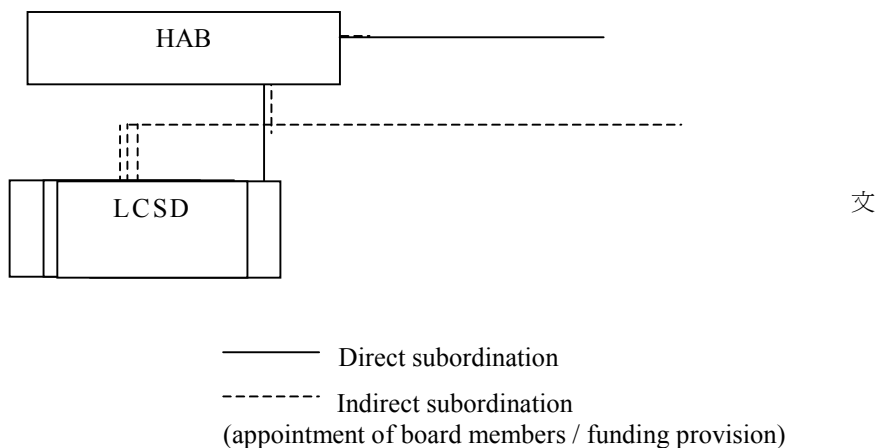 HAB
LCSD
文
Direct subordination
Indirect subordination
(appointment of board members / funding provision)